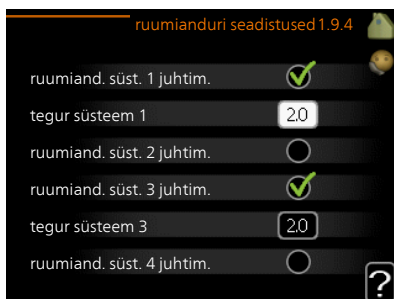 ruumianduri seadistused 1.9.4
ruumiand. süst. 1 juhtim.
tegur süsteem 1 2.0
ruumiand. süst. 2 juhtim.
ruumiand. süst. 3 juhtim.
tegur süsteem 3 2.0
ruumiand. süst. 4 juhtim.
?